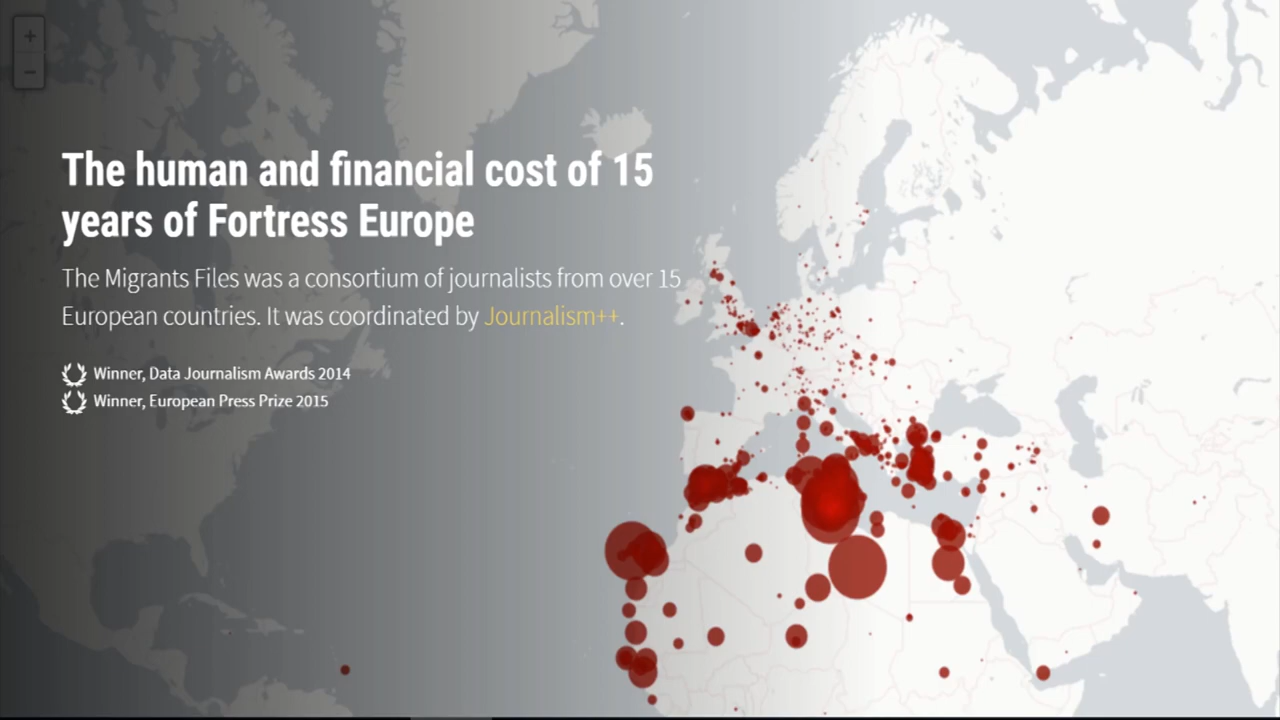 +
−
The human and financial cost of 15
years of Fortress Europe
The Migrants Files was a consortium of journalists from over 15
European countries. It was coordinated by Journalism++.
Winner, Data Journalism Awards 2014
Winner, European Press Prize 2015